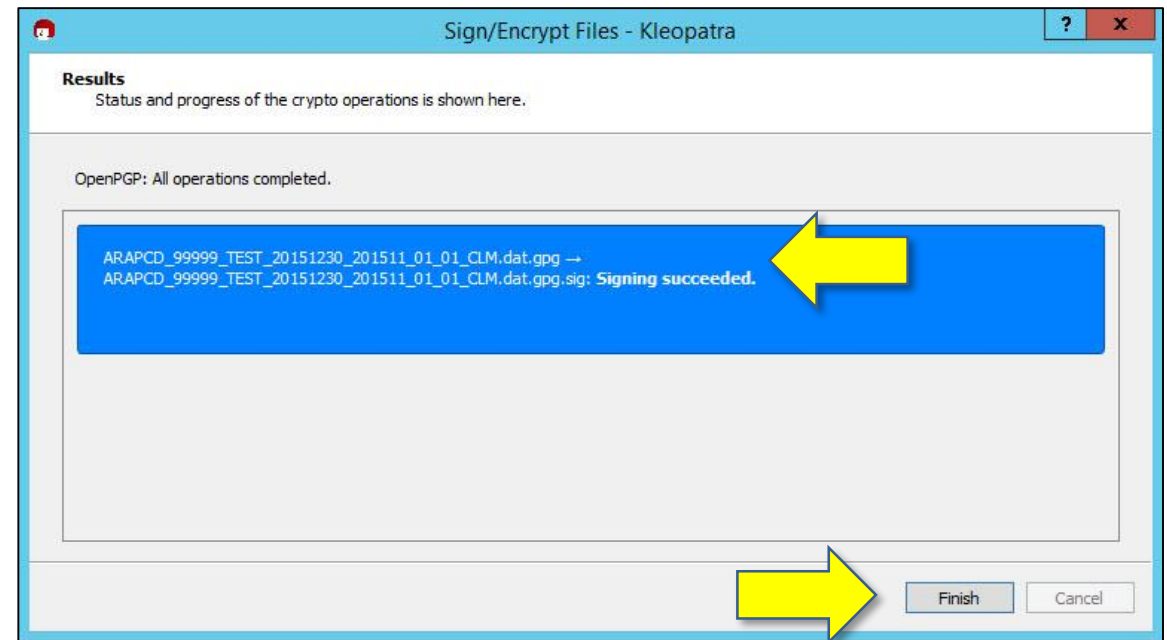 Sign/Encrypt Files - Kleopatra
? x
Results
Status and progress of the crypto operations is shown here.
OpenPGP: All operations completed.
ARAPCD_99999_TEST_20151230_201511_01_01_CLM.dat.gpg →
ARAPCD_99999_TEST_20151230_201511_01_01_CLM.dat.gpg.sig: Signing succeeded.
Finish Cancel